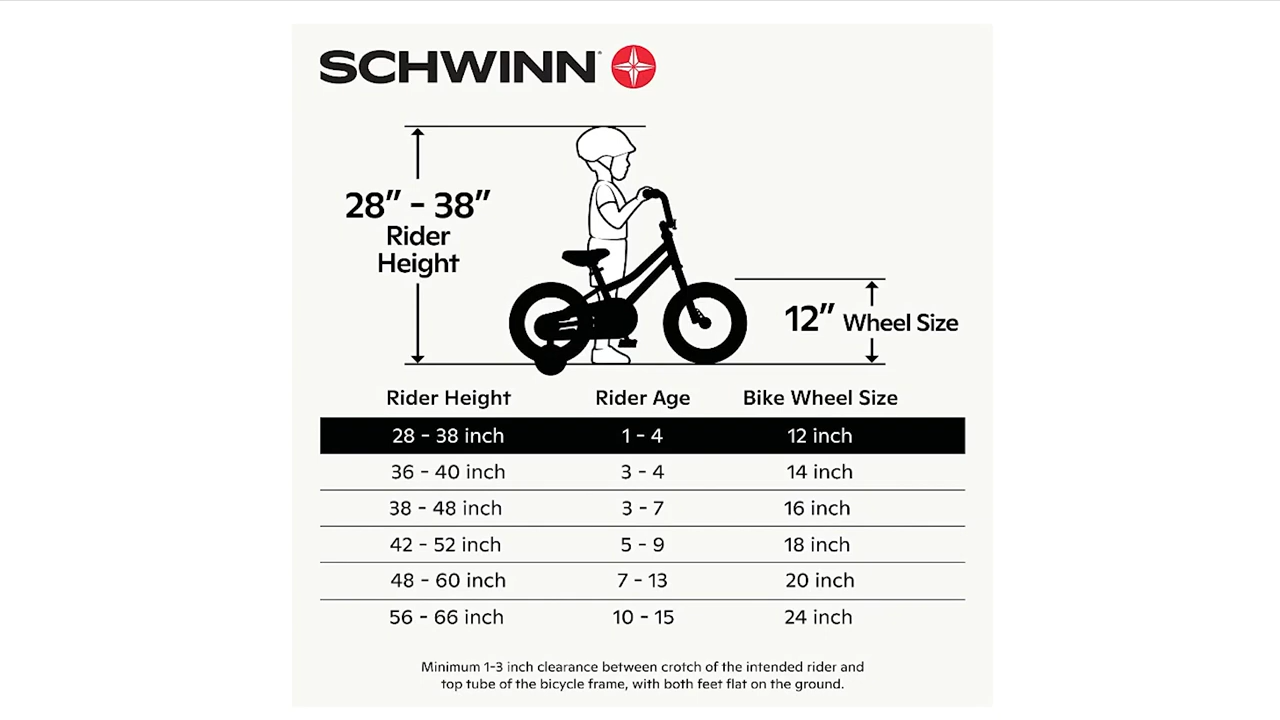 SCHWINN
28” - 38”
Rider
Height
12” Wheel Size
Rider Height Rider Age Bike Wheel Size
28 - 38 inch 1 - 4 12 inch
36 - 40 inch 3 - 4 14 inch
38 - 48 inch 3 - 7 16 inch
42 - 52 inch 5 - 9 18 inch
48 - 60 inch 7 - 13 20 inch
56 - 66 inch 10 - 15 24 inch
Minimum 1-3 inch clearance between crotch of the intended rider and
top tube of the bicycle frame, with both feet flat on the ground.